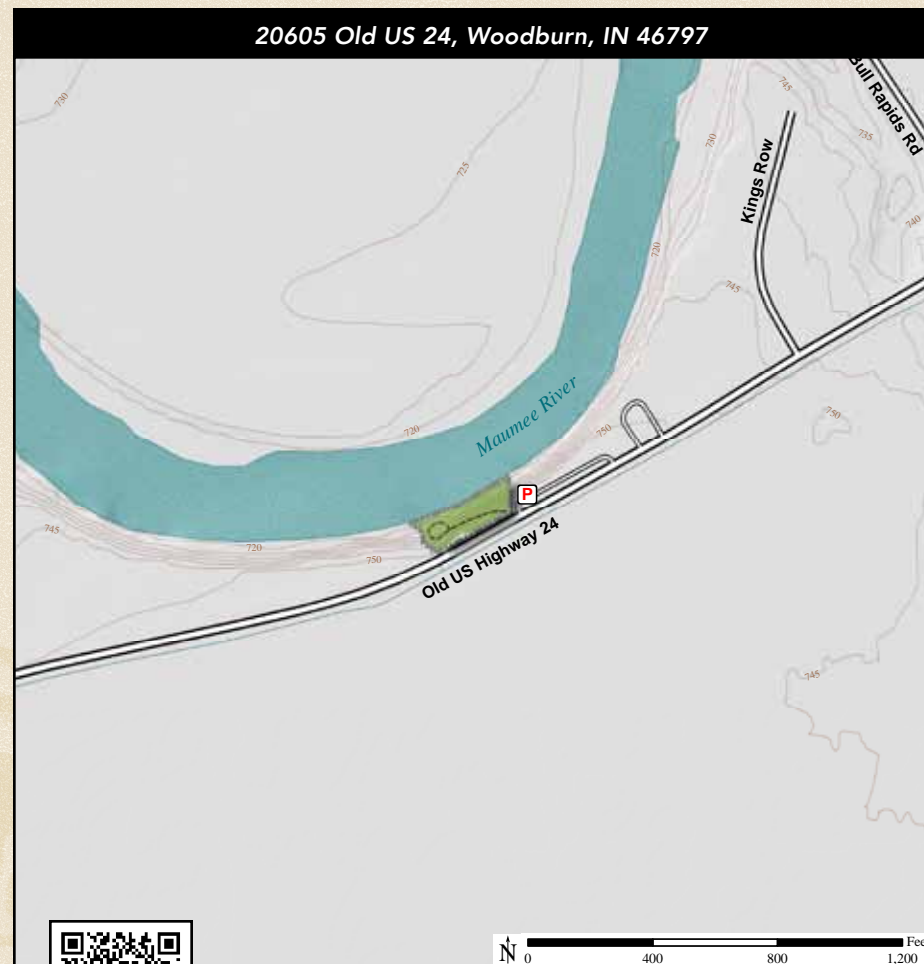 20605 Old US 24, Woodburn, IN 46797
730
745
Bull Rapids Rd
735
730
725
Kings Row
740
720
745
750
720
Maumee River
750
P
745
720
750
Old US Highway 24
745
N
0 400 800 1,200
Fee